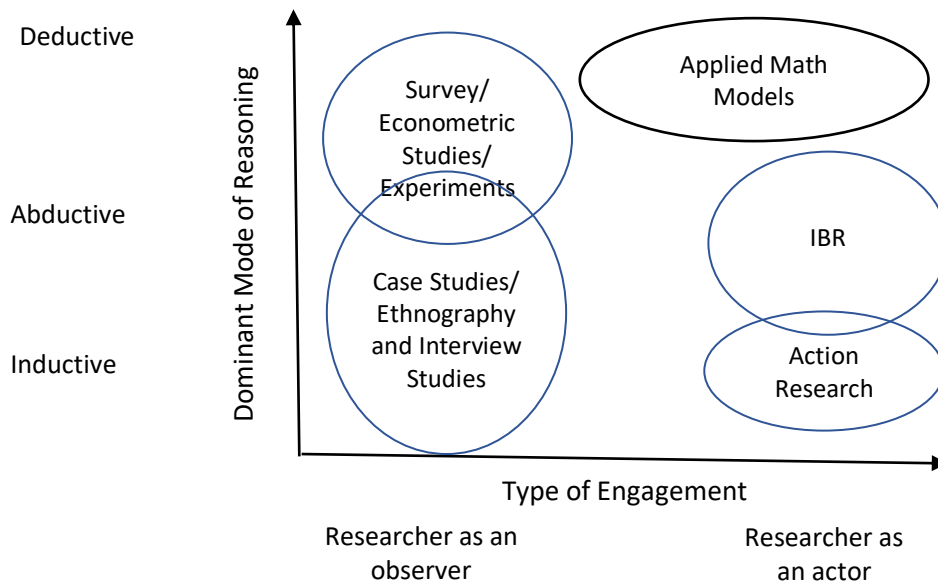 Deductive
Abductive
Inductive
Dominant Mode of Reasoning
Survey/
Econometric
Studies/
Experiments
Case Studies/
Ethnography
and Interview
Studies
Applied Math
Models
IBR
Action
Research
Type of Engagement
Researcher as an
observer
Researcher as
an actor